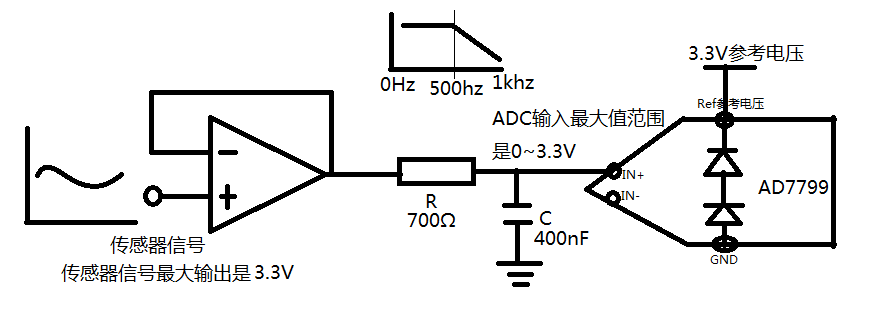 3.3V参考电压
0Hz 500hz 1khz
Ref参考电压
ADC输入最大值范围
是0~3.3V
IN+
IN-
AD7799
R
700Ω
C
400nF
GND
传感器信号
传感器信号最大输出是 3.3V